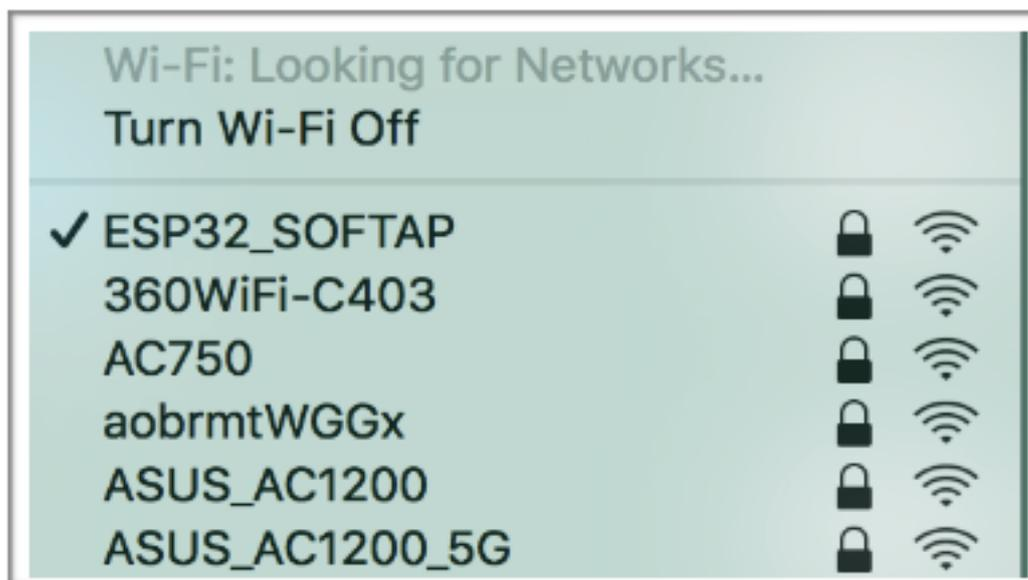 Wi-Fi: Looking for Networks...
Turn Wi-Fi Off
ESP32_SOFTAP
360WiFi-C403
AC750
aobrmtWGGx
ASUS_AC1200
ASUS_AC1200_5G